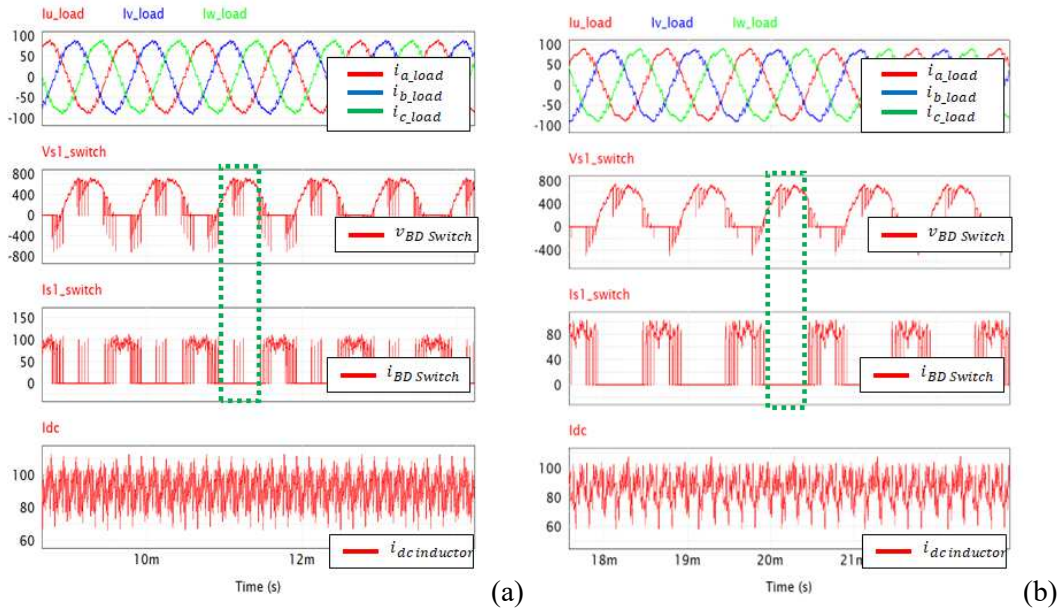 Iu_load Iv_load Iw_load
100
50
0
-50
-100
i_a_load
i_b_load
i_c_load
Vs1_switch
800
400
0
-400
-800
v_BD Switch
Is1_switch
150
100
50
0
i_BD Switch
Idc
100
80
60
i_dc inductor
10m 12m
Time (s)
(a)
Iu_load Iv_load Iw_load
100
50
0
-50
-100
i_a_load
i_b_load
i_c_load
Vs1_switch
800
400
0
-400
v_BD Switch
Is1_switch
80
40
0
i_BD Switch
Idc
100
80
60
i_dc inductor
18m 19m 20m 21m
Time (s)
(b)